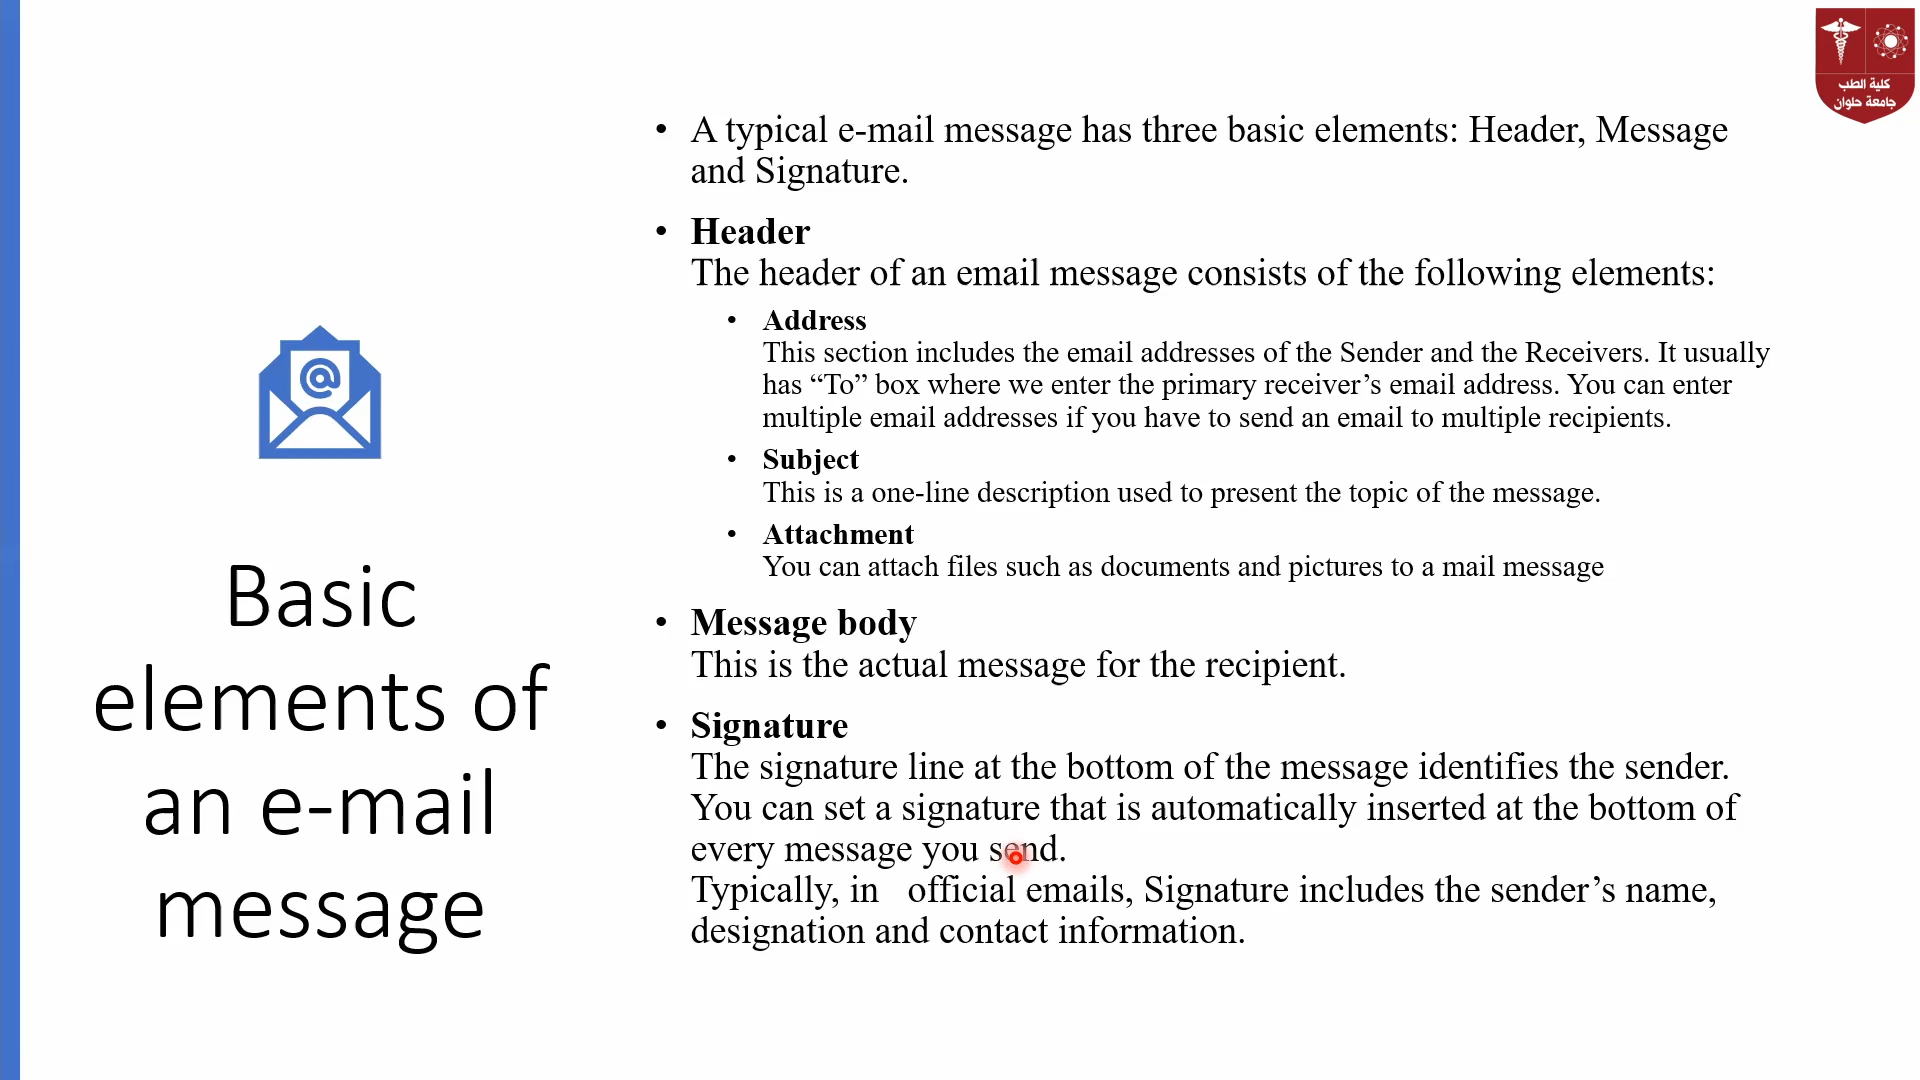 كلية الطب
جامعة حلوان
Basic
elements of
an e-mail
message
• A typical e-mail message has three basic elements: Header, Message
and Signature.
• Header
The header of an email message consists of the following elements:
• Address
This section includes the email addresses of the Sender and the Receivers. It usually
has “To” box where we enter the primary receiver’s email address. You can enter
multiple email addresses if you have to send an email to multiple recipients.
• Subject
This is a one-line description used to present the topic of the message.
• Attachment
You can attach files such as documents and pictures to a mail message
• Message body
This is the actual message for the recipient.
• Signature
The signature line at the bottom of the message identifies the sender.
You can set a signature that is automatically inserted at the bottom of
every message you send.
Typically, in   official emails, Signature includes the sender’s name,
designation and contact information.